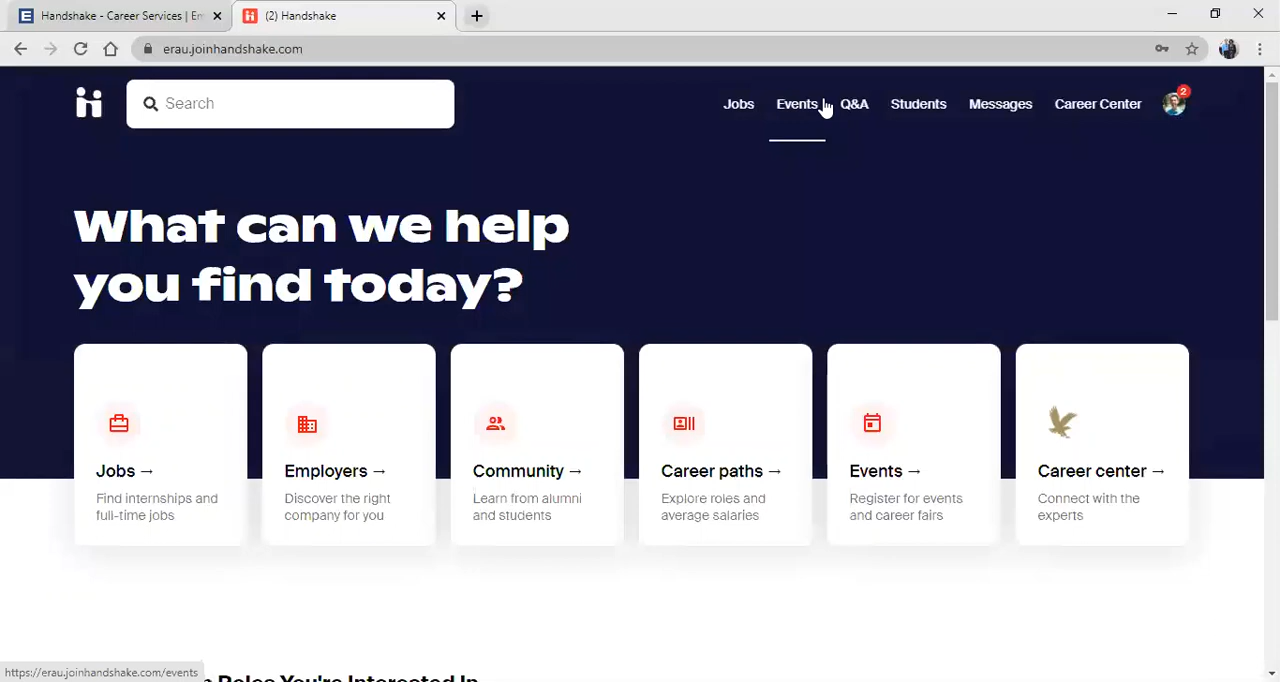 Handshake - Career Services | Em
(2) Handshake
erau.joinhandshake.com
Search
Jobs
Events
Q&A
Students
Messages
Career Center
2
What can we help
you find today?
Jobs →
Find internships and
full-time jobs
Employers →
Discover the right
company for you
Community →
Learn from alumni
and students
Career paths →
Explore roles and
average salaries
Events →
Register for events
and career fairs
Career center →
Connect with the
experts
https://erau.joinhandshake.com/events
Roles You're Interested In